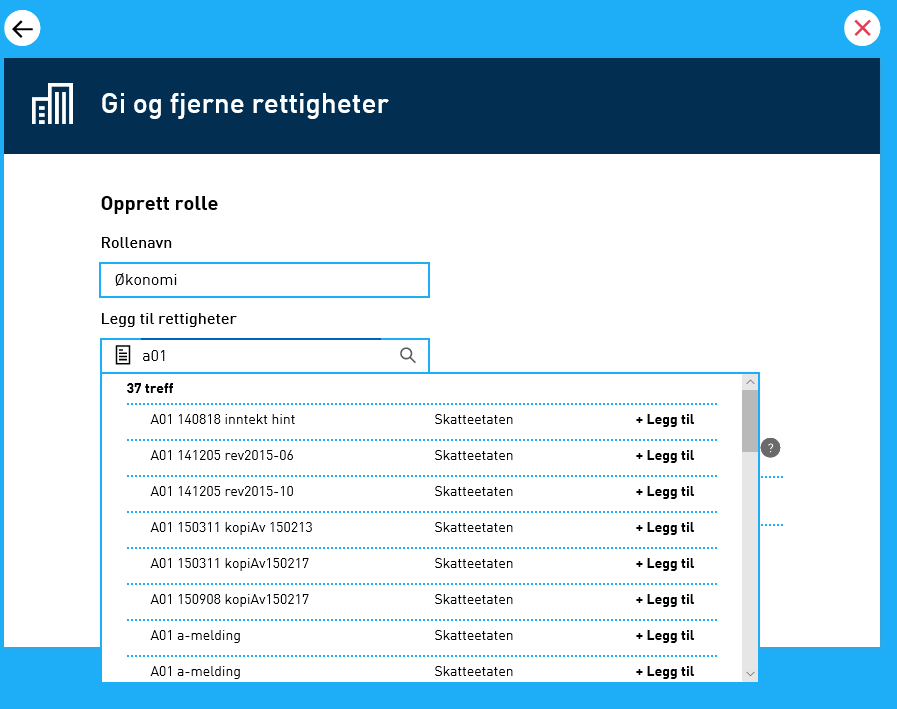 Gi og fjerne rettigheter
Opprett rolle
Rollenavn
Økonomi
Legg til rettigheter
a01
37 treff
A01 140818 inntekt hint Skatteetaten + Legg til
?
A01 141205 rev2015-06 Skatteetaten + Legg til
A01 141205 rev2015-10 Skatteetaten + Legg til
A01 150311 kopiAv 150213 Skatteetaten + Legg til
A01 150311 kopiAv150217 Skatteetaten + Legg til
A01 150908 kopiAv150217 Skatteetaten + Legg til
A01 a-melding Skatteetaten + Legg til
A01 a-melding Skatteetaten + Legg til